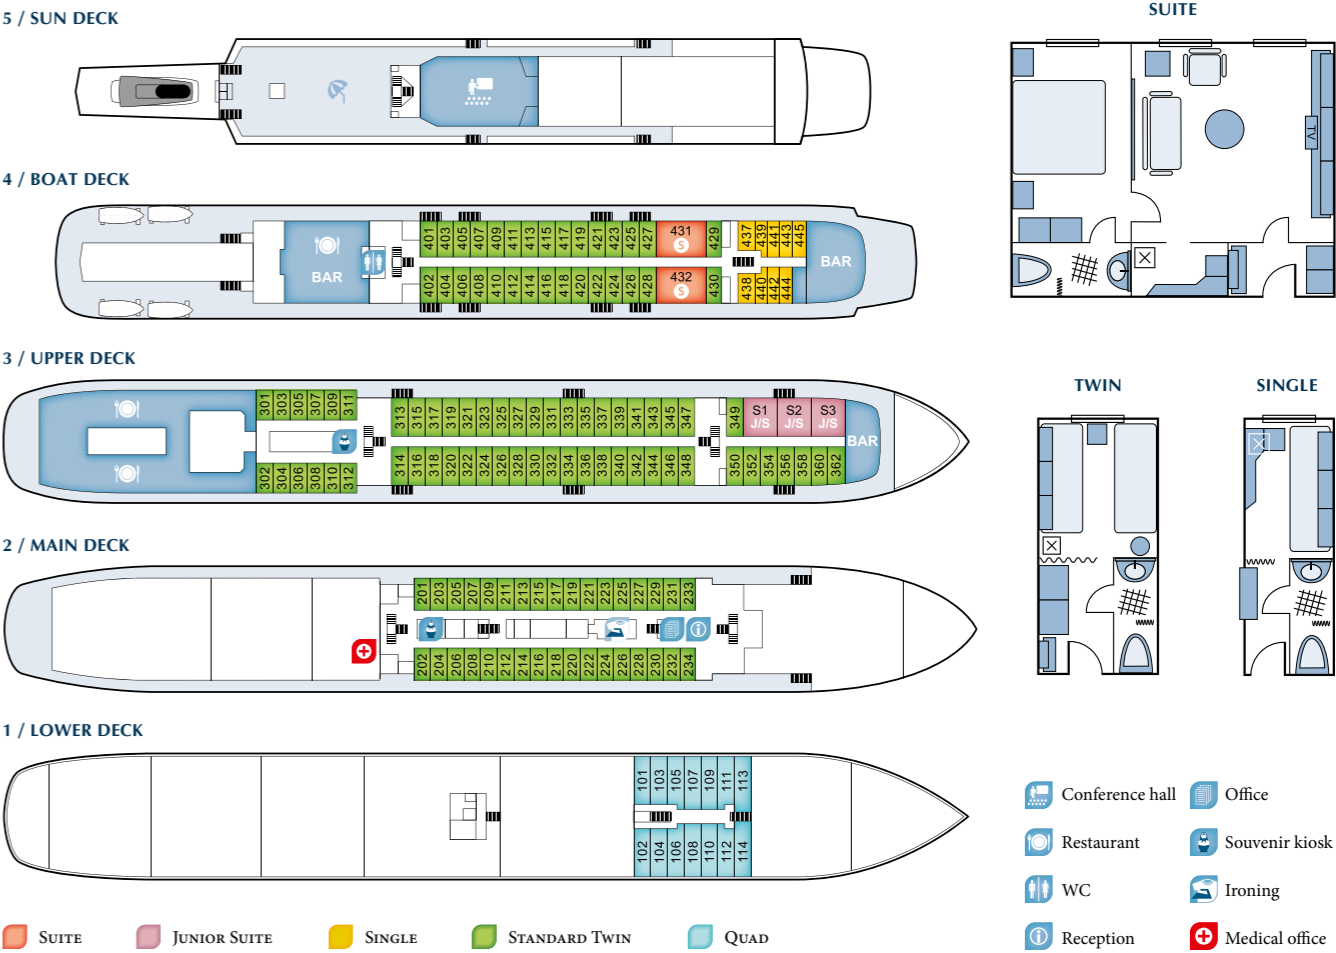 5 / SUN DECK
SUITE
TV
4 / BOAT DECK
401 403 405 407 409 411 413 415 417 419 421 423 425 427 431 S 429 437 439 441 443 445
BAR
BAR
402 404 406 408 410 412 414 416 418 420 422 424 426 428 432 S 430 438 440 442 444
3 / UPPER DECK
TWIN
SINGLE
301 303 305 307 309 311 313 315 317 319 321 323 325 327 329 331 333 335 337 339 341 343 345 347 349 S1 J/S S2 J/S S3 J/S
BAR
302 304 306 308 310 312 314 316 318 320 322 324 326 328 330 332 334 336 338 340 342 344 346 348 350 352 354 356 358 360 362
2 / MAIN DECK
201 203 205 207 209 211 213 215 217 219 221 223 225 227 229 231 233
202 204 206 208 210 212 214 216 218 220 222 224 226 228 230 232 234
1 / LOWER DECK
101 103 105 107 109 111 113
102 104 106 108 110 112 114
Conference hall
Office
Restaurant
Souvenir kiosk
WC
Ironing
Reception
Medical office
SUITE
JUNIOR SUITE
SINGLE
STANDARD TWIN
QUAD